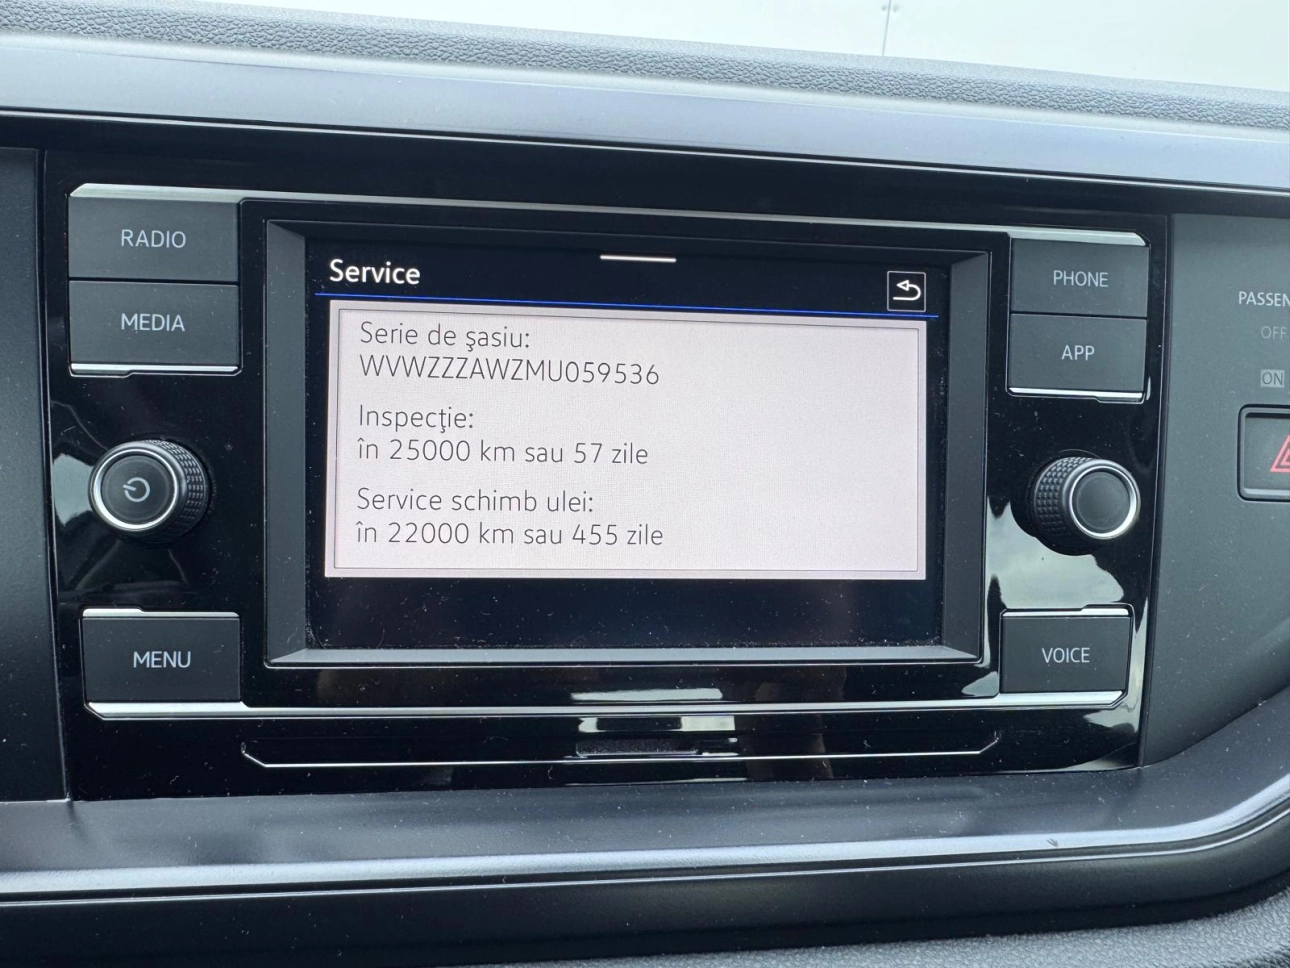 RADIO
MEDIA
MENU
Service
Serie de şasiu:
WVWZZZAWZMU059536
Inspecţie:
în 25000 km sau 57 zile
Service schimb ulei:
în 22000 km sau 455 zile
PHONE
APP
VOICE
OFF
ON